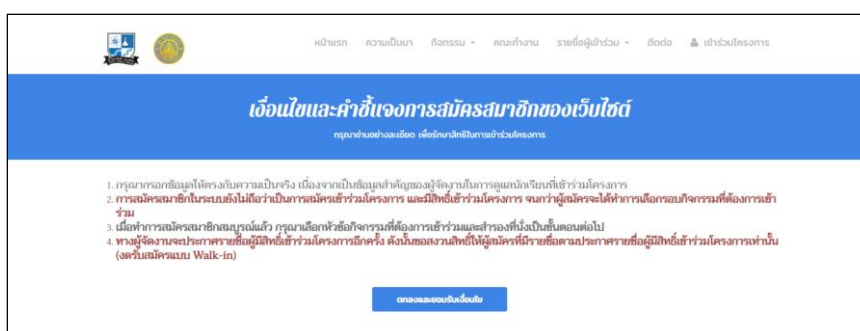 หน้าแรก ความเป็นมา กิจกรรม คณะทำงาน รายชื่อผู้เข้าร่วม ติดต่อ เข้าร่วมโครงการ
เงื่อนไขและคำชี้แจงการสมัครสมาชิกของเว็บไซต์
กรุณาอ่านอย่างละเอียด เพื่อรักษาสิทธิในการเข้าร่วมโครงการ
1. กรุณากรอกข้อมูลให้ตรงกับความเป็นจริง เนื่องจากเป็นข้อมูลสำคัญของผู้จัดงานในการดูแลนักเรียนที่เข้าร่วมโครงการ
2. การสมัครสมาชิกในระบบยังไม่ถือว่าเป็นการสมัครเข้าร่วมโครงการ และมีสิทธิ์เข้าร่วมโครงการ จนกว่าผู้สมัครจะได้ทำการเลือกรอบกิจกรรมที่ต้องการเข้า
ร่วม
3. เมื่อทำการสมัครสมาชิกสมบูรณ์แล้ว กรุณาเลือกหัวข้อกิจกรรมที่ต้องการเข้าร่วมและสำรองที่นั่งเป็นขั้นตอนต่อไป
4. ทางผู้จัดงานจะประกาศรายชื่อผู้มีสิทธิ์เข้าร่วมโครงการอีกครั้ง ดังนั้นขอสงวนสิทธิ์ให้ผู้สมัครที่มีรายชื่อตามประกาศรายชื่อผู้มีสิทธิ์เข้าร่วมโครงการเท่านั้น
(งดรับสมัครแบบ Walk-in)
ตกลงและยอมรับเงื่อนไข